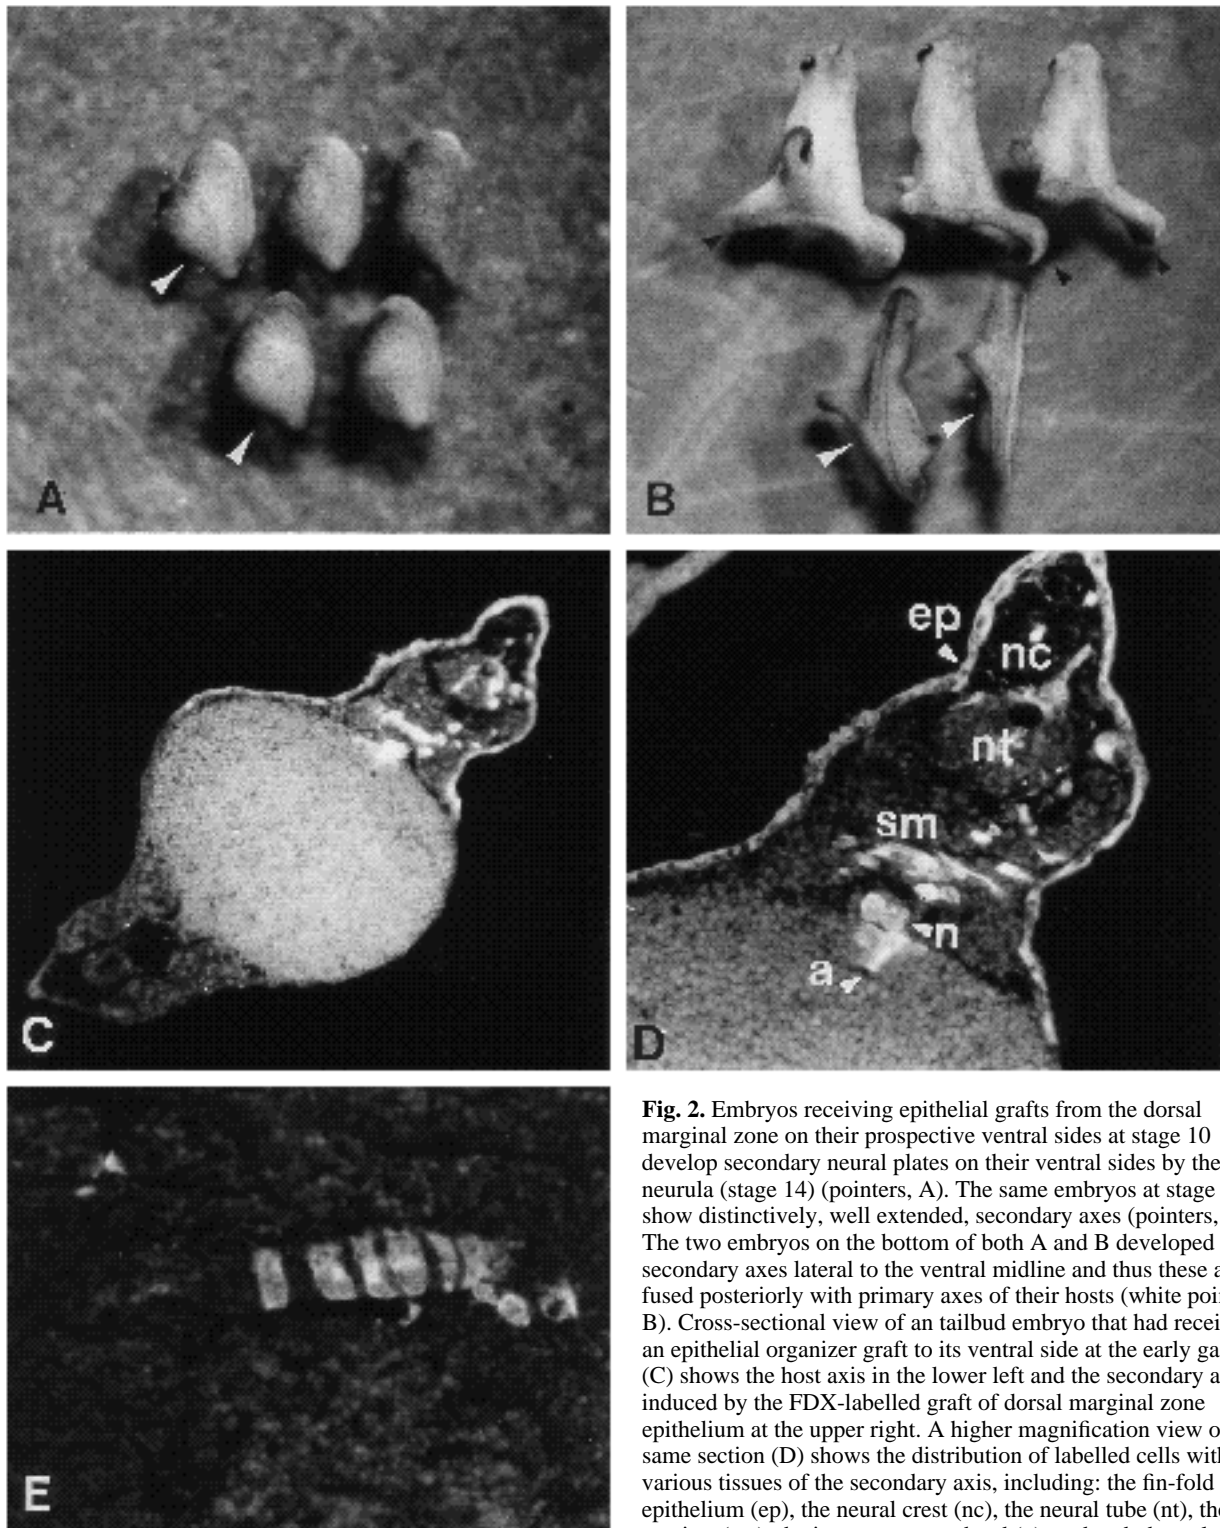 A
B
ep
nc
nt
sm
n
a
C
D
E
Fig. 2. Embryos receiving epithelial grafts from the dorsal
marginal zone on their prospective ventral sides at stage 10
develop secondary neural plates on their ventral sides by the
neurula (stage 14) (pointers, A). The same embryos at stage
show distinctively, well extended, secondary axes (pointers,
The two embryos on the bottom of both A and B developed
secondary axes lateral to the ventral midline and thus these
fused posteriorly with primary axes of their hosts (white
B). Cross-sectional view of an tailbud embryo that had
an epithelial organizer graft to its ventral side at the early
(C) shows the host axis in the lower left and the secondary
induced by the FDX-labelled graft of dorsal marginal zone
epithelium at the upper right. A higher magnification view
same section (D) shows the distribution of labelled cells
various tissues of the secondary axis, including: the fin-fold
epithelium (ep), the neural crest (nc), the neural tube (nt), the